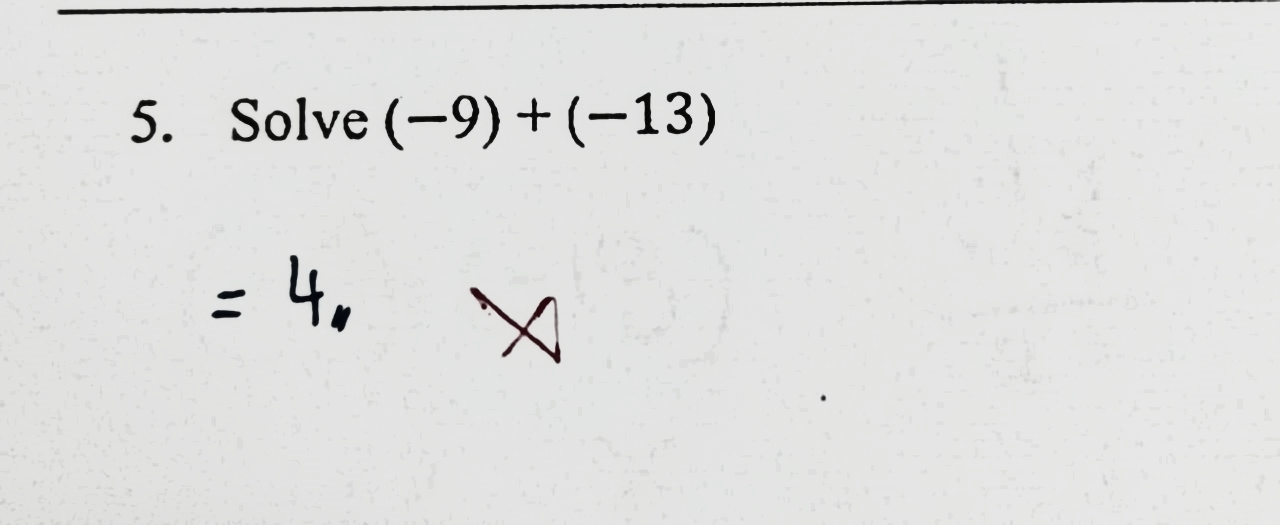 5. Solve (−9) + (−13)
= 4